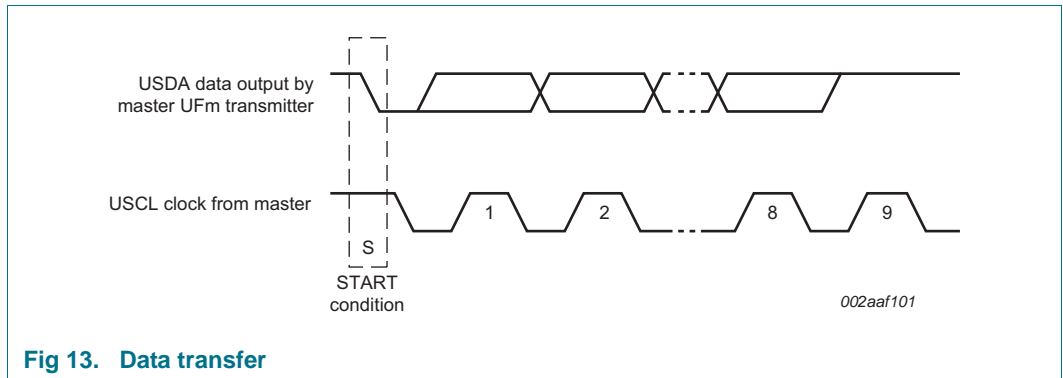 USDA data output by
master UFm transmitter
USCL clock from master
1
2
8
9
S
START
condition
002aaf101
Fig 13. Data transfer